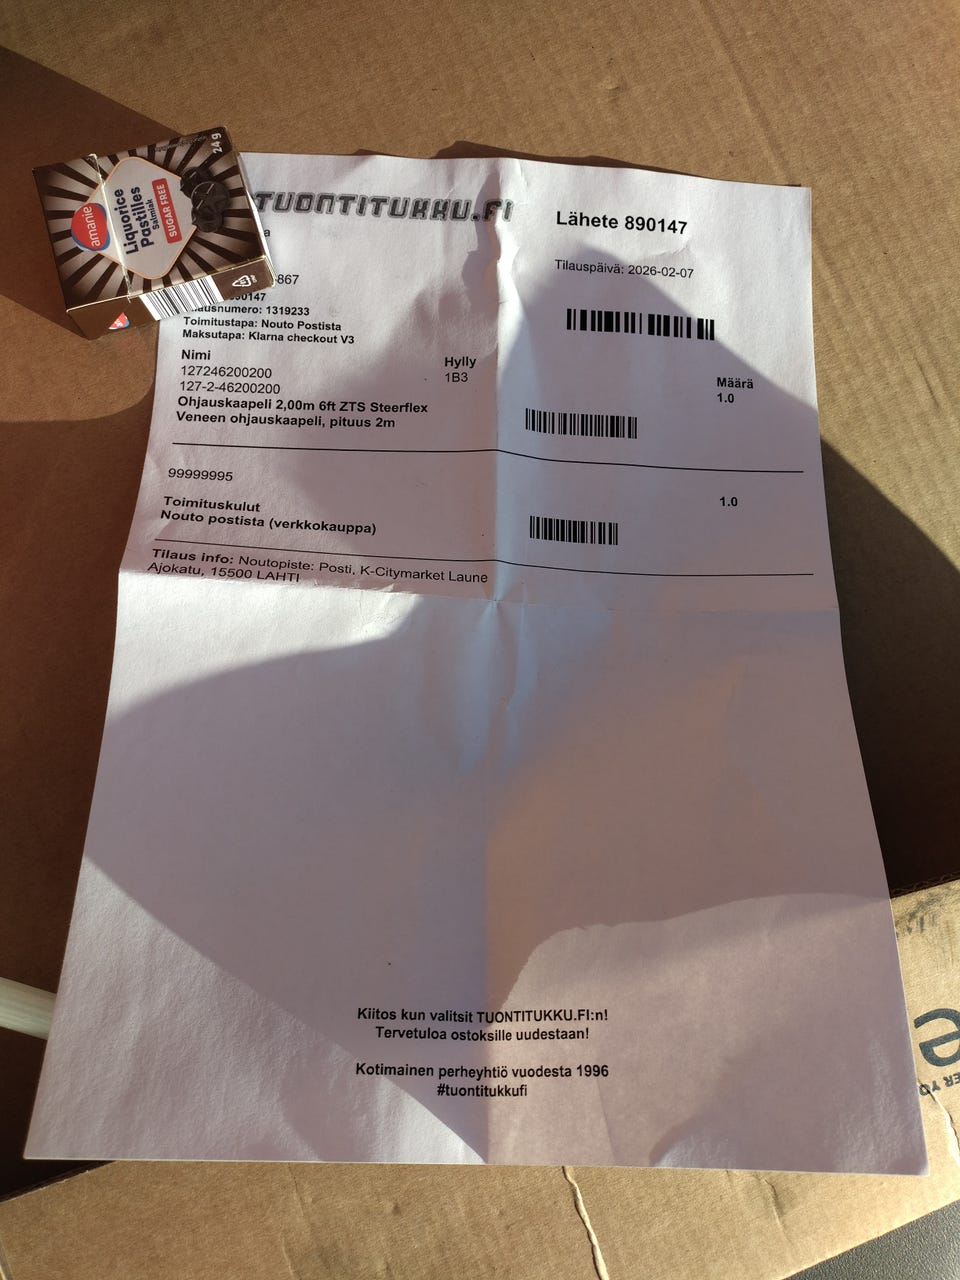 amanie
Liquorice
Pastilles
Salmiak
SUGAR FREE
24 g
TUONTITUKKU.FI
Lähete 890147
Tilauspäivä: 2026-02-07
-867
Toimitustapa: Nouto Postista
Maksutapa: Klarna checkout V3
1319233
Nimi
Hylly
Määrä
127246200200
1B3
1.0
127-2-46200200
Ohjauskaapeli 2,00m 6ft ZTS Steerflex
Veneen ohjauskaapeli, pituus 2m
99999995
1.0
Toimituskulut
Nouto postista (verkkokauppa)
Tilaus info: Noutopiste: Posti, K-Citymarket Laune
Ajokatu, 15500 LAHTI
Kiitos kun valitsit TUONTITUKKU.FI:n!
Tervetuloa ostoksille uudestaan!
Kotimainen perheyhtiö vuodesta 1996
#tuontitukkufi